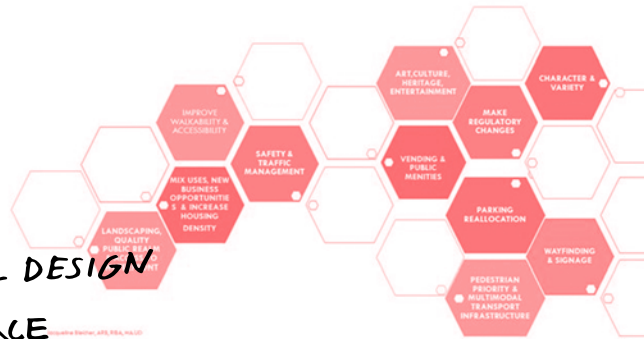 ART,CULTURE,
HERITAGE,
ENTERTAINMENT
CHARACTER &
VARIETY
IMPROVE
WALKABILITY &
ACCESSIBILITY
MAKE
REGULATORY
CHANGES
SAFETY &
TRAFFIC
MANAGEMENT
VENDING &
PUBLIC
MENITIES
MIX USES, NEW
BUSINESS
OPPORTUNITIE
S & INCREASE
HOUSING
DENSITY
PARKING
REALLOCATION
LANDSCAPING,
QUALITY
PUBLIC REALM
WAYFINDING
& SIGNAGE
DESIGN
PEDESTRIAN
PRIORITY &
MULTIMODAL
TRANSPORT
INFRASTRUCTURE